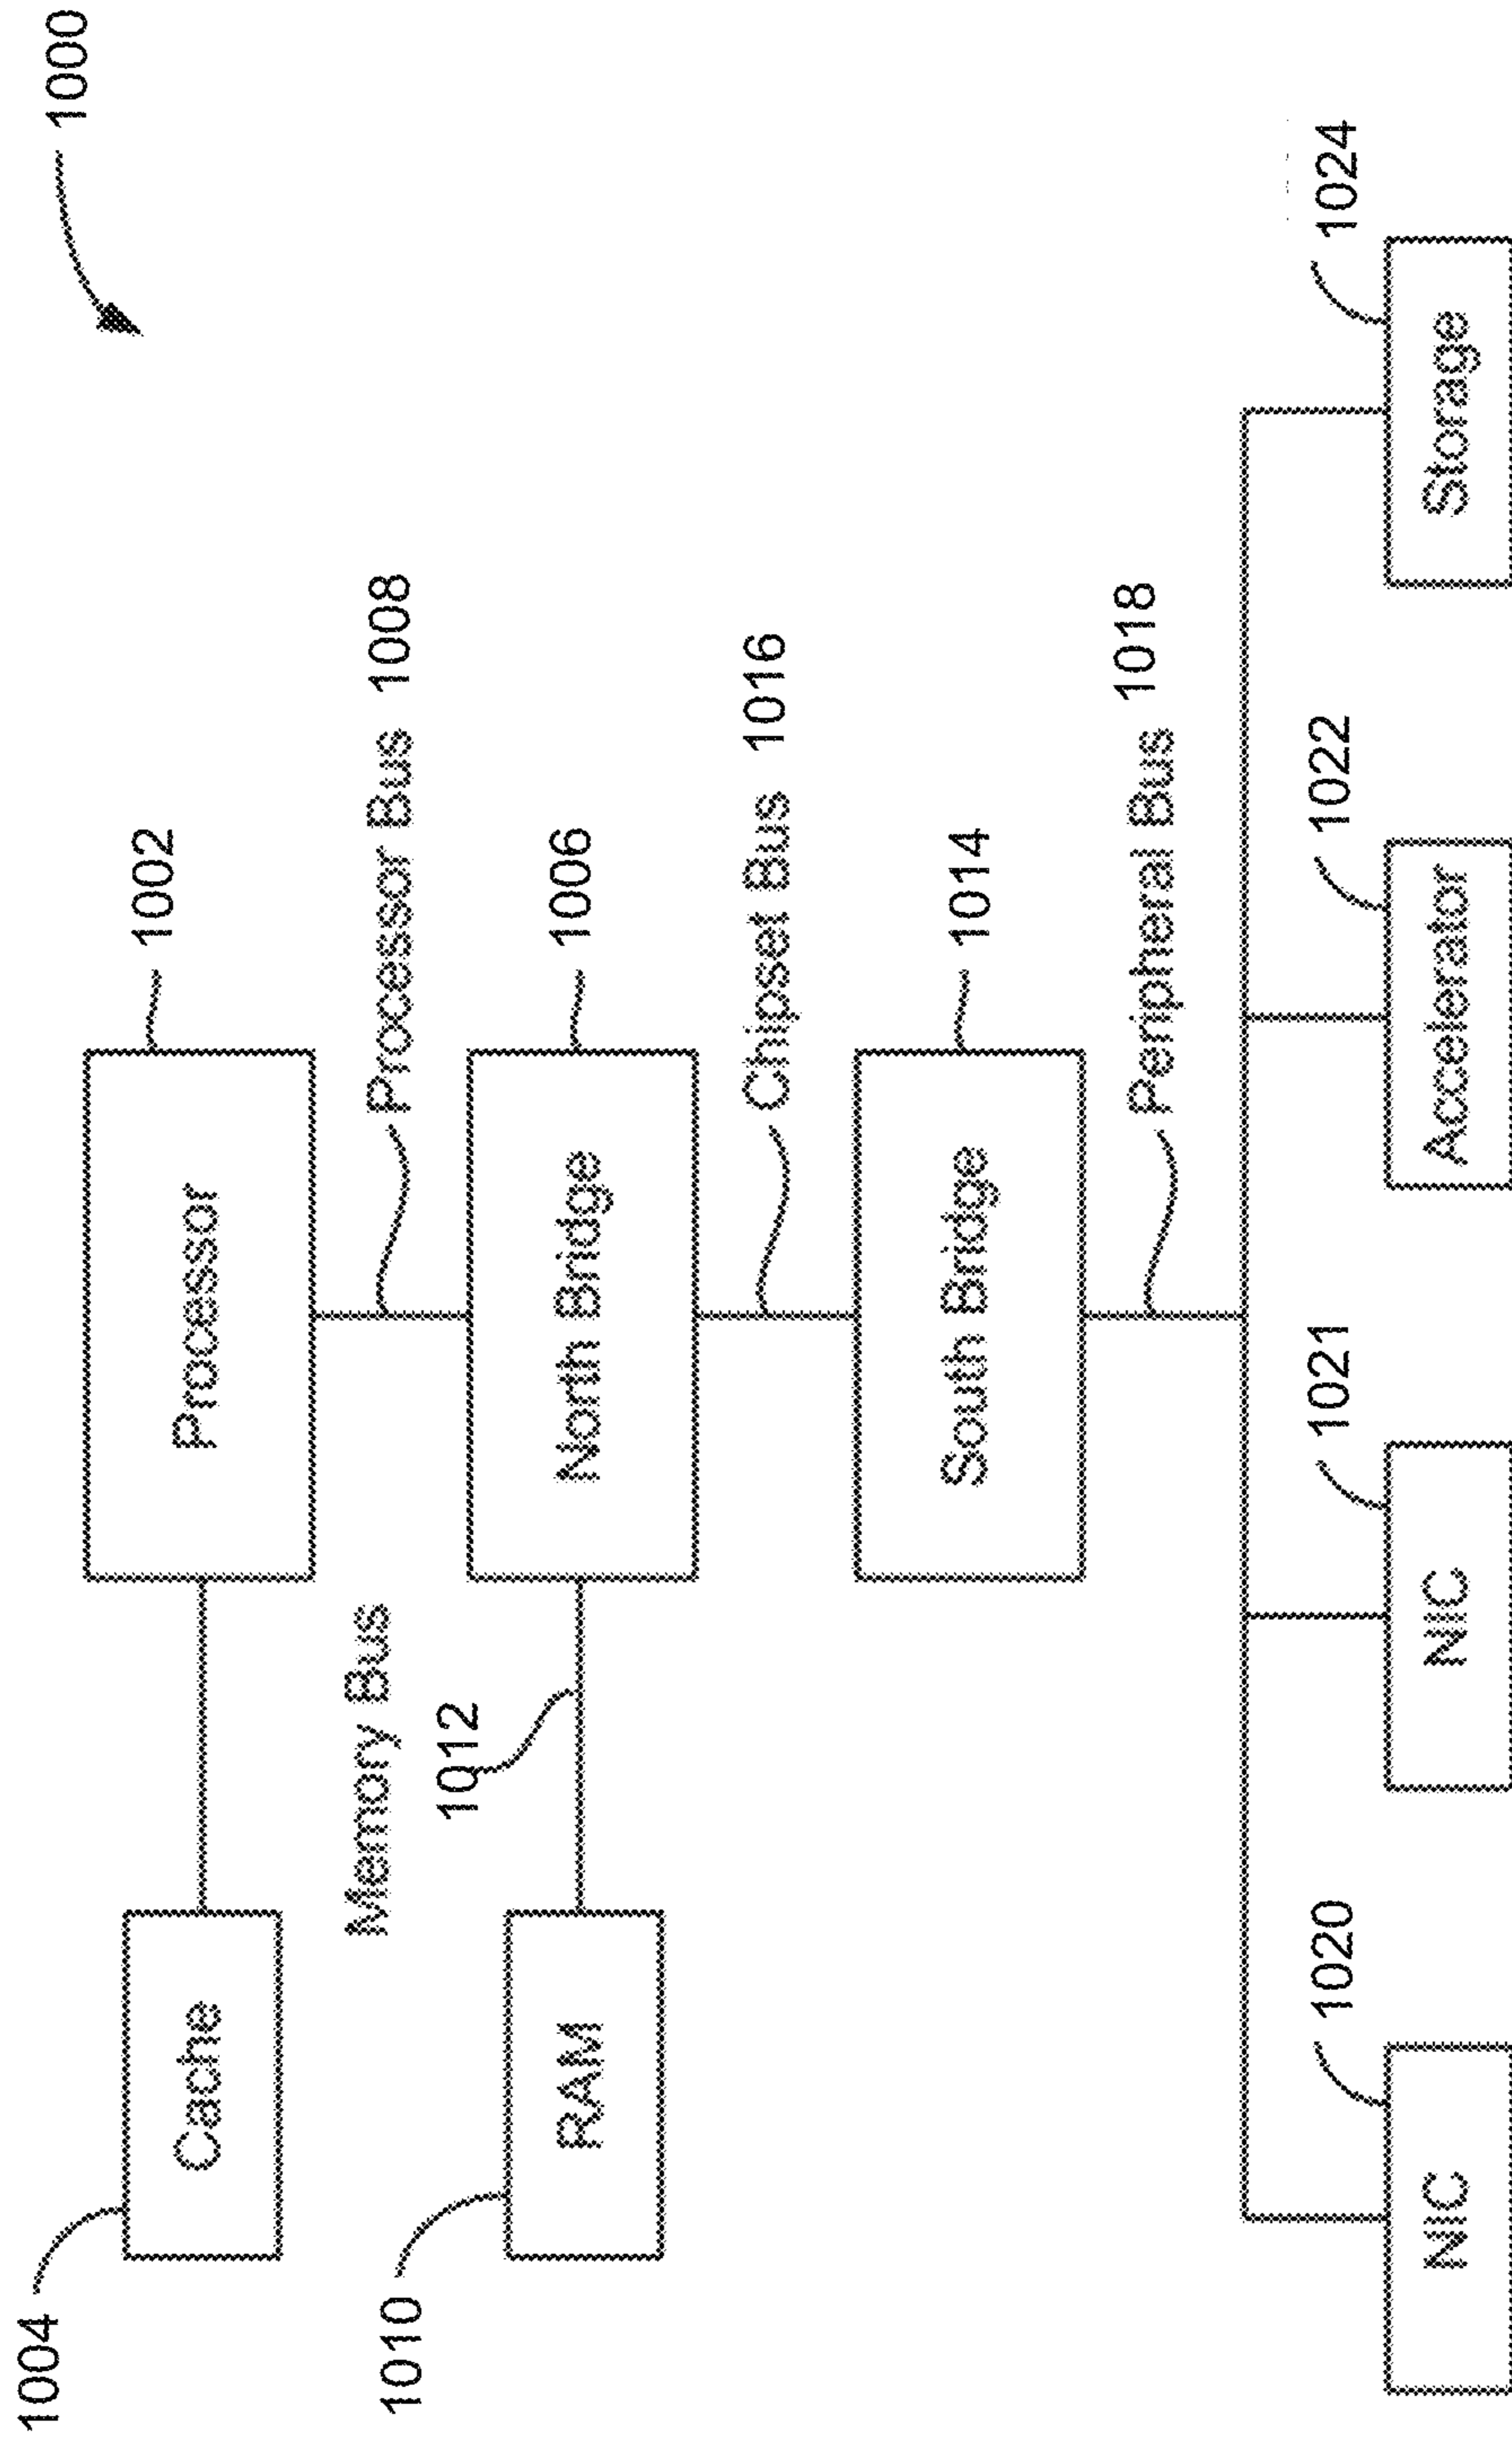 1000
1004
Cache
Processor
1002
Memory Bus
Processor Bus 1008
1010
1012
RAM
North Bridge
1006
Chipset Bus 1016
South Bridge
1014
Peripheral Bus 1018
1020
1021
1022
1024
NIC
NIC
Accelerator
Storage